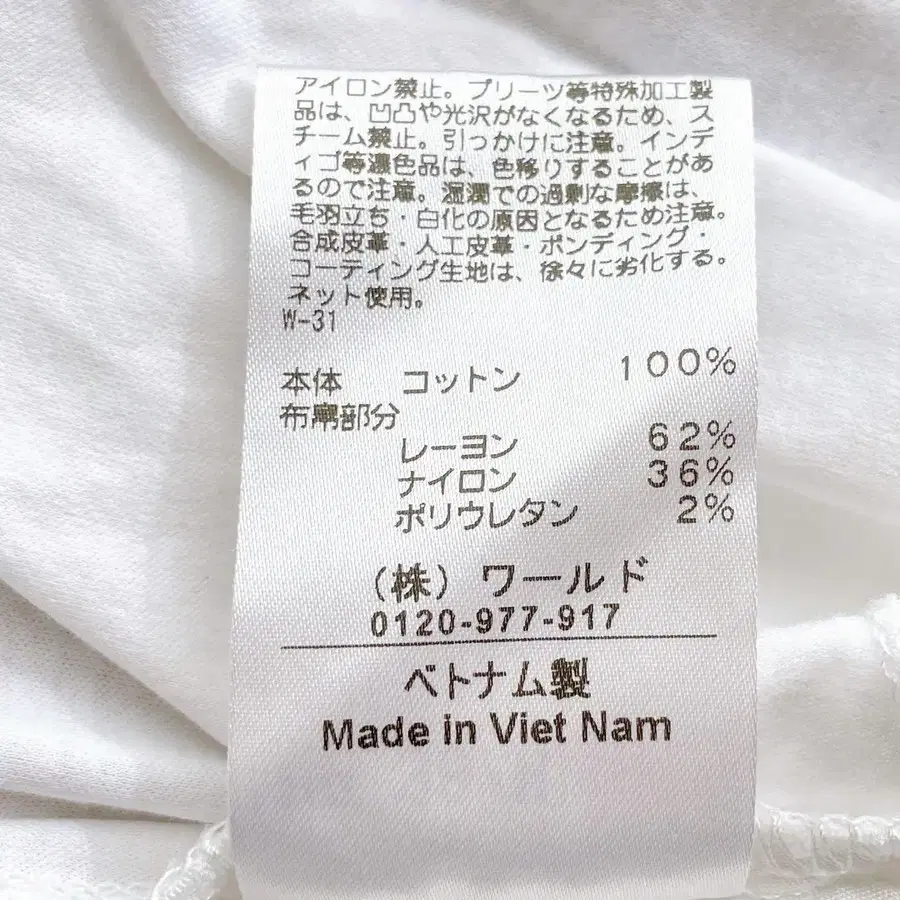 アイロン禁止。プリーツ等特殊加工製
品は、凹凸や光沢がなくなるため、ス
チーム禁止。引っかけに注意。インデ
ィゴ等濃色品は、色移りすることがあ
るので注意。湿潤での過剰な摩擦は、
毛羽立ち・白化の原因となるため注意。
合成皮革・人工皮革・ボンディング・
コーティング生地は、徐々に劣化する。
ネット使用。
W-31
本体 コットン 100%
布帛部分
レーヨン 62%
ナイロン 36%
ポリウレタン 2%
(株) ワールド
0120-977-917
ベトナム製
Made in Viet Nam